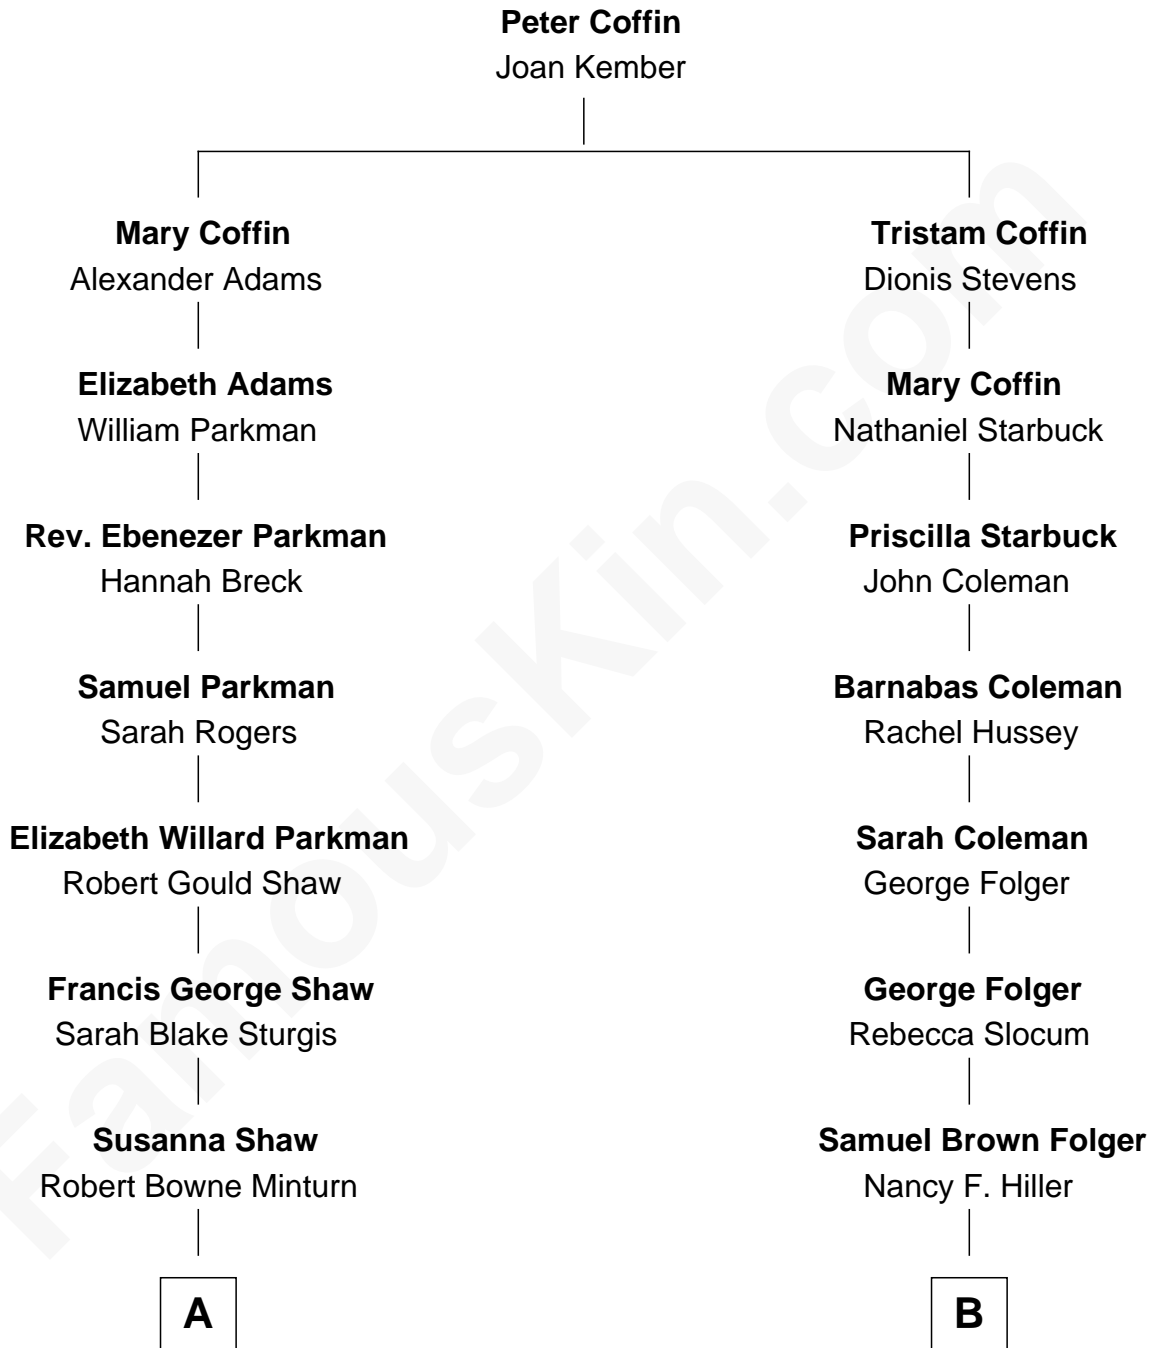 Peter Coffin
Joan Kember
Mary Coffin
Alexander Adams
Tristam Coffin
Dionis Stevens
Elizabeth Adams
William Parkman
Mary Coffin
Nathaniel Starbuck
Rev. Ebenezer Parkman
Hannah Breck
Priscilla Starbuck
John Coleman
Samuel Parkman
Sarah Rogers
Barnabas Coleman
Rachel Hussey
Elizabeth Willard Parkman
Robert Gould Shaw
Sarah Coleman
George Folger
Francis George Shaw
Sarah Blake Sturgis
George Folger
Rebecca Slocum
Susanna Shaw
Robert Bowne Minturn
Samuel Brown Folger
Nancy F. Hiller
A
B
FamousKin.com